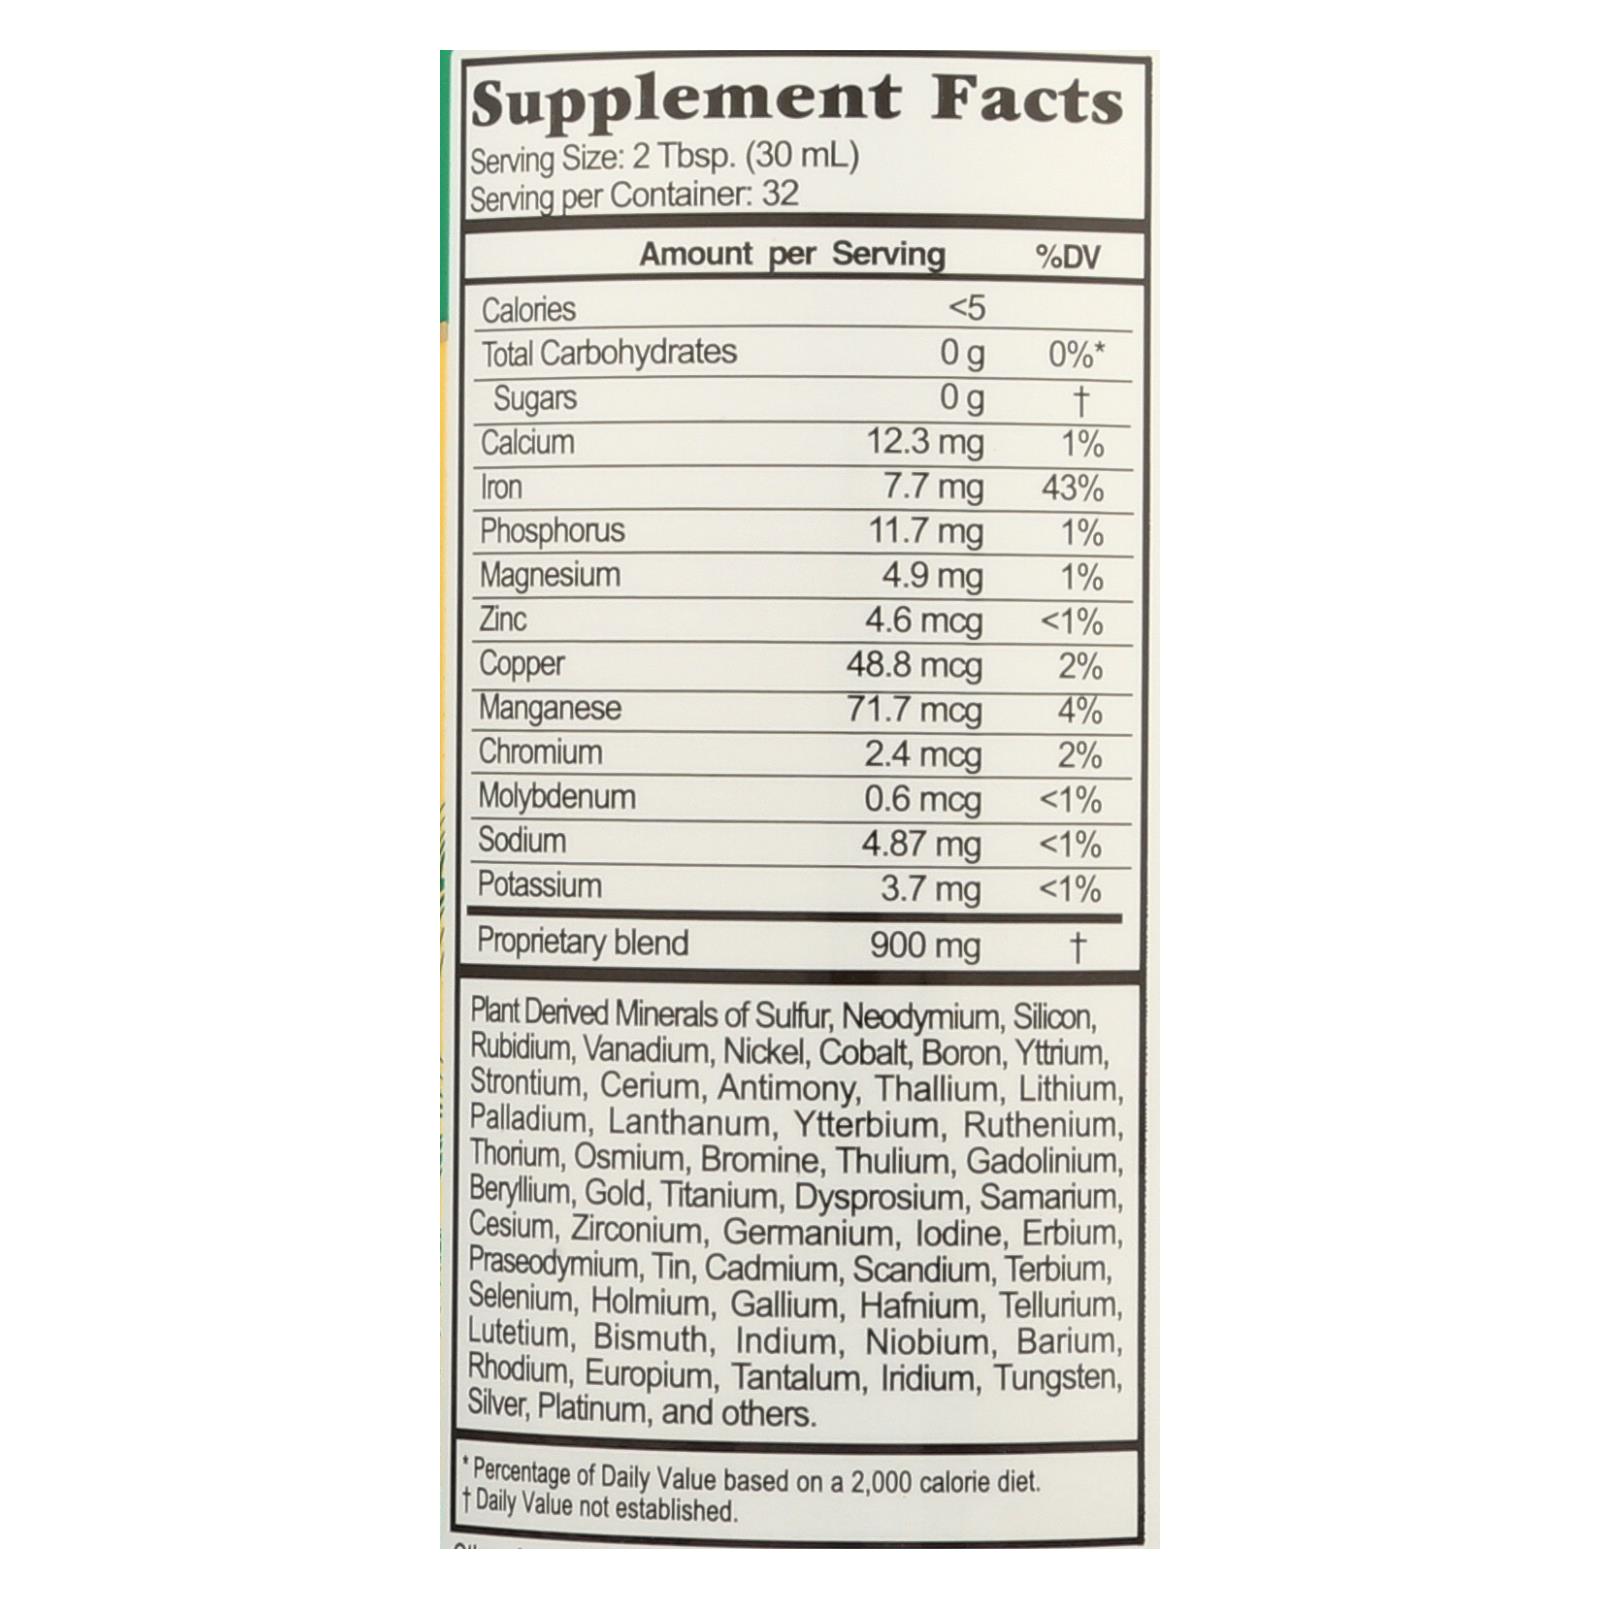 Supplement Facts
Serving Size: 2 Tbsp. (30 mL)
Serving per Container: 32
Amount per Serving %DV
Calories <5
Total Carbohydrates 0 g 0%*
Sugars 0 g †
Calcium 12.3 mg 1%
Iron 7.7 mg 43%
Phosphorus 11.7 mg 1%
Magnesium 4.9 mg 1%
Zinc 4.6 mcg <1%
Copper 48.8 mcg 2%
Manganese 71.7 mcg 4%
Chromium 2.4 mcg 2%
Molybdenum 0.6 mcg <1%
Sodium 4.87 mg <1%
Potassium 3.7 mg <1%
Proprietary blend 900 mg †
Plant Derived Minerals of Sulfur, Neodymium, Silicon,
Rubidium, Vanadium, Nickel, Cobalt, Boron, Yttrium,
Strontium, Cerium, Antimony, Thallium, Lithium,
Palladium, Lanthanum, Ytterbium, Ruthenium,
Thorium, Osmium, Bromine, Thulium, Gadolinium,
Beryllium, Gold, Titanium, Dysprosium, Samarium,
Cesium, Zirconium, Germanium, Iodine, Erbium,
Praseodymium, Tin, Cadmium, Scandium, Terbium,
Selenium, Holmium, Gallium, Hafnium, Tellurium,
Lutetium, Bismuth, Indium, Niobium, Barium,
Rhodium, Europium, Tantalum, Iridium, Tungsten,
Silver, Platinum, and others.
* Percentage of Daily Value based on a 2,000 calorie diet.
† Daily Value not established.